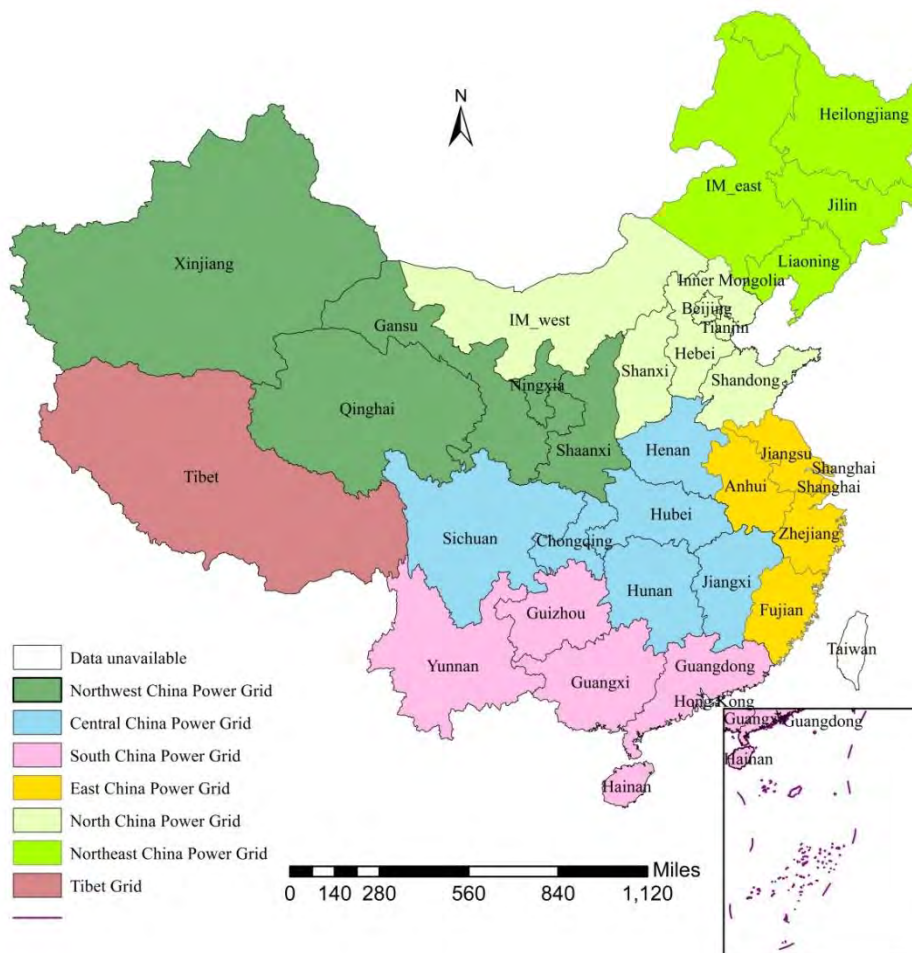 N
Heilongjiang
IM_east
Jilin
Xinjiang
Liaoning
Inner Mongolia
Beijing
Tianjin
IM_west
Gansu
Hebei
Shanxi
Shandong
Ningxia
Qinghai
Shaanxi
Henan
Jiangsu
Shanghai
Tibet
Anhui
Shanghai
Hubei
Zhejiang
Sichuan
Chongqing
Hunan
Jiangxi
Fujian
Guizhou
Taiwan
Yunnan
Guangdong
Guangxi
Hong Kong
Hainan
Guangxi
Guangdong
Hainan
Data unavailable
Northwest China Power Grid
Central China Power Grid
South China Power Grid
East China Power Grid
North China Power Grid
Northeast China Power Grid
Tibet Grid
Miles
0 140 280 560 840 1,120